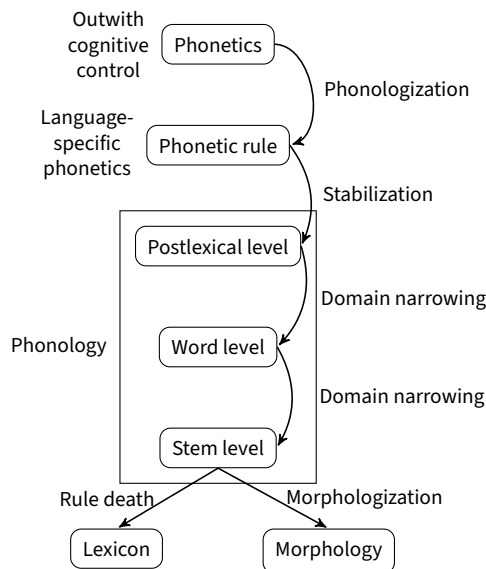 Outwith
cognitive
control
Phonetics
Phonologization
Language-
specific
phonetics
Phonetic rule
Stabilization
Postlexical level
Domain narrowing
Phonology
Word level
Domain narrowing
Stem level
Rule death
Morphologization
Lexicon
Morphology